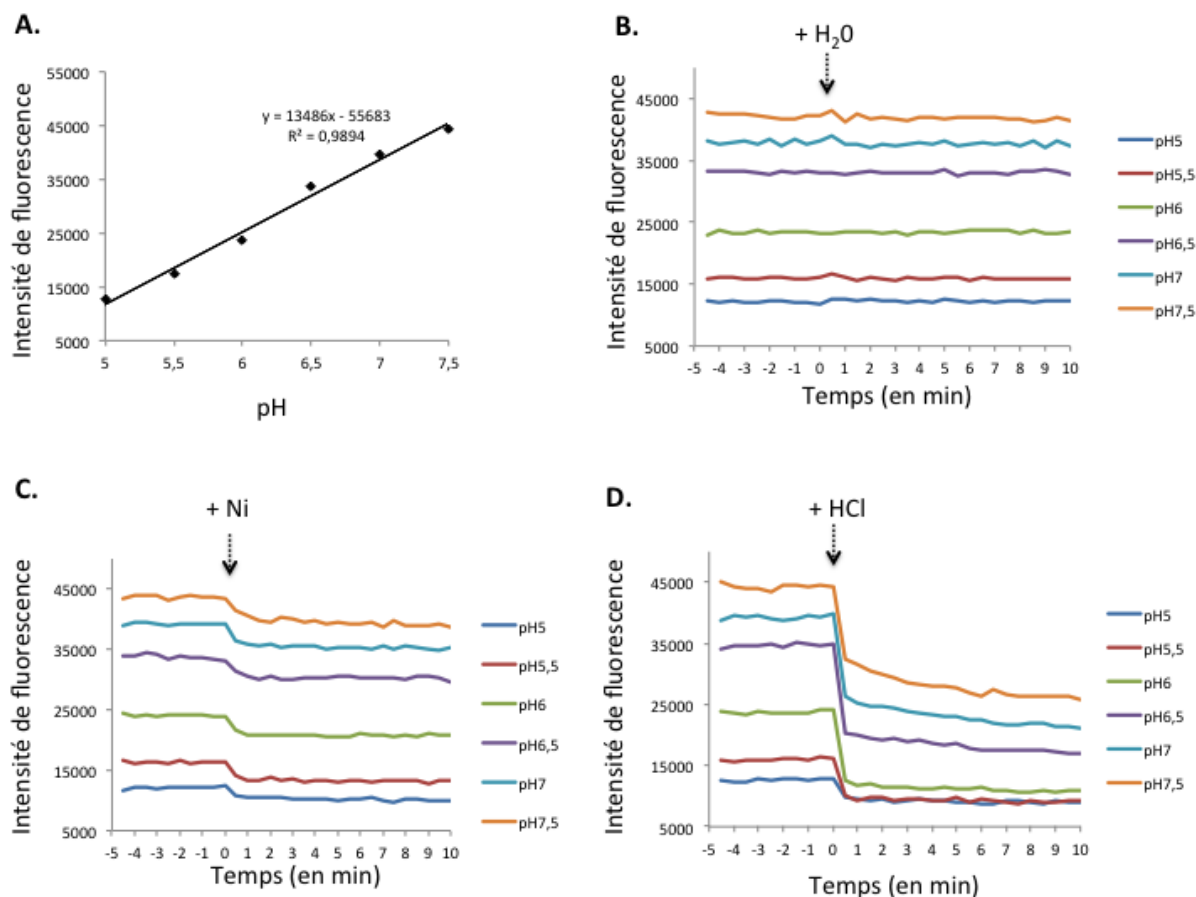 A.
55000
45000
35000
25000
15000
5000
Intensité de fluorescence
y = 13486x - 55683
R² = 0,9894
5 5,5 6 6,5 7 7,5
pH
B.
+ H₂0
45000
35000
25000
15000
5000
Intensité de fluorescence
-5 -4 -3 -2 -1 0 1 2 3 4 5 6 7 8 9 10
Temps (en min)
pH5
pH5,5
pH6
pH6,5
pH7
pH7,5
C.
+ Ni
45000
35000
25000
15000
5000
Intensité de fluorescence
-5 -4 -3 -2 -1 0 1 2 3 4 5 6 7 8 9 10
Temps (en min)
pH5
pH5,5
pH6
pH6,5
pH7
pH7,5
D.
+ HCl
45000
35000
25000
15000
5000
Intensité de fluorescence
-5 -4 -3 -2 -1 0 1 2 3 4 5 6 7 8 9 10
Temps (en min)
pH5
pH5,5
pH6
pH6,5
pH7
pH7,5